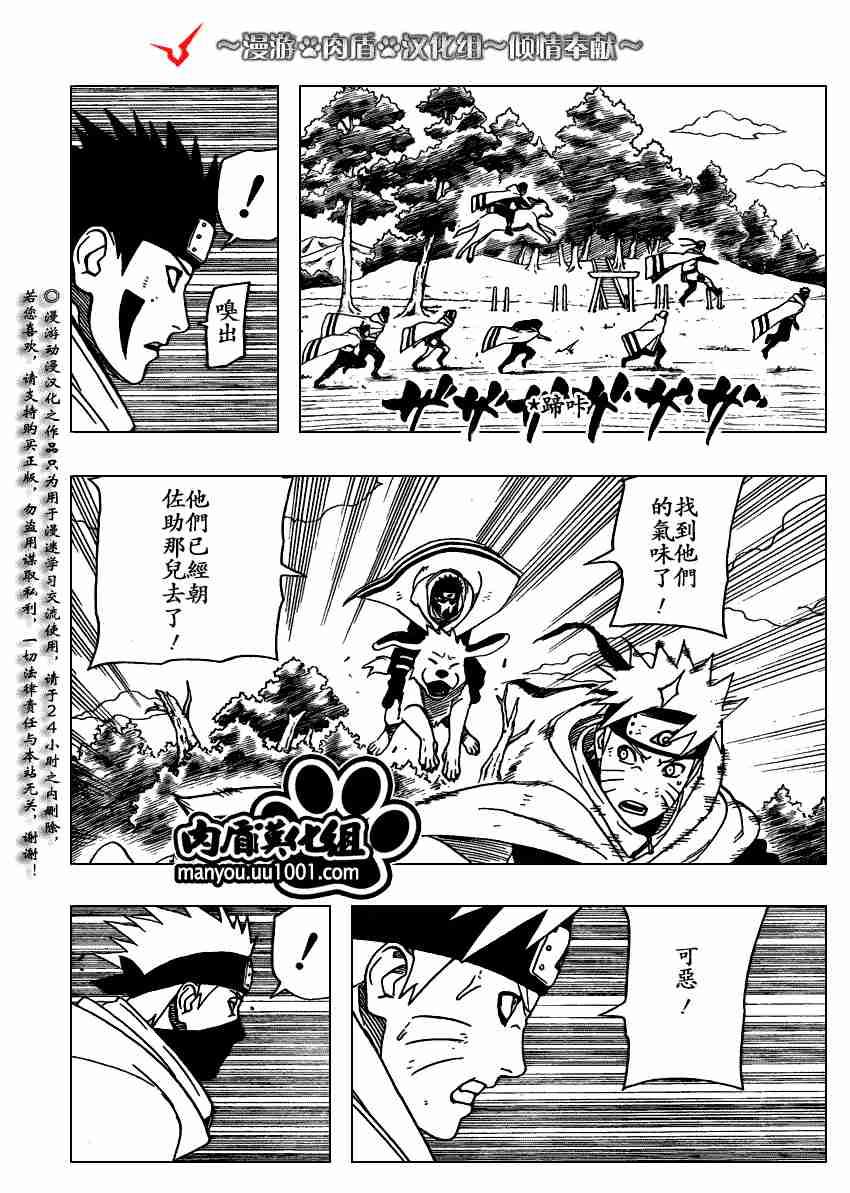 ～漫游🐾肉盾🐾汉化组～倾情奉献～
ザザザザザザ
*蹄咔
！
嗅出
找到他們
的氣味了！
他們已經朝
佐助那兒去了！
肉盾漢化組
manyou.uu1001.com
可惡！
！
◎漫游动漫汉化之作品只为用于漫迷学习交流使用，请于24小时之内删除，
若您喜欢，请支持购买正版，勿盗用谋取私利，一切法律责任与本站无关，谢谢！